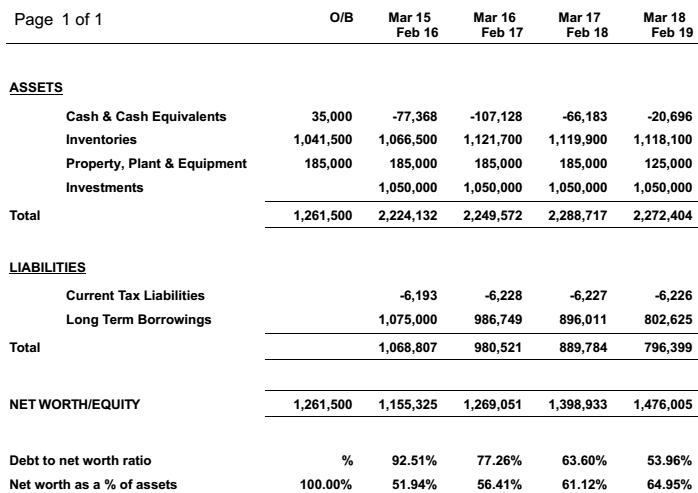 Page 1 of 1 O/B Mar 15 Mar 16 Mar 17 Mar 18
Feb 16 Feb 17 Feb 18 Feb 19
ASSETS
Cash & Cash Equivalents 35,000 -77,368 -107,128 -66,183 -20,696
Inventories 1,041,500 1,066,500 1,121,700 1,119,900 1,118,100
Property, Plant & Equipment 185,000 185,000 185,000 185,000 125,000
Investments 1,050,000 1,050,000 1,050,000 1,050,000
Total 1,261,500 2,224,132 2,249,572 2,288,717 2,272,404
LIABILITIES
Current Tax Liabilities -6,193 -6,228 -6,227 -6,226
Long Term Borrowings 1,075,000 986,749 896,011 802,625
Total 1,068,807 980,521 889,784 796,399
NET WORTH/EQUITY 1,261,500 1,155,325 1,269,051 1,398,933 1,476,005
Debt to net worth ratio % 92.51% 77.26% 63.60% 53.96%
Net worth as a % of assets 100.00% 51.94% 56.41% 61.12% 64.95%